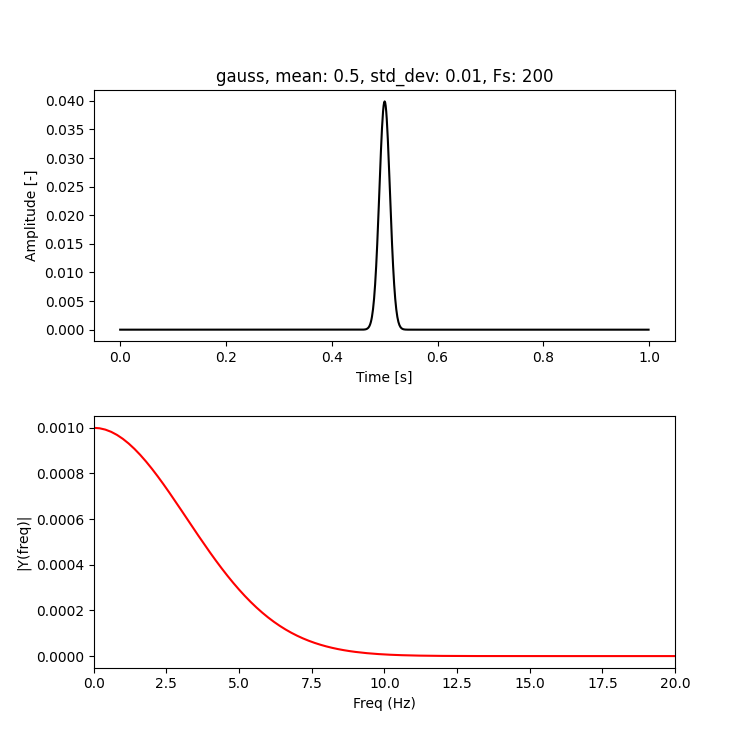 gauss, mean: 0.5, std_dev: 0.01, Fs: 200
0.040
0.035
0.030
0.025
0.020
0.015
0.010
0.005
0.000
Amplitude [-]
0.0 0.2 0.4 0.6 0.8 1.0
Time [s]
0.0010
0.0008
0.0006
0.0004
0.0002
0.0000
|Y(freq)|
0.0 2.5 5.0 7.5 10.0 12.5 15.0 17.5 20.0
Freq (Hz)